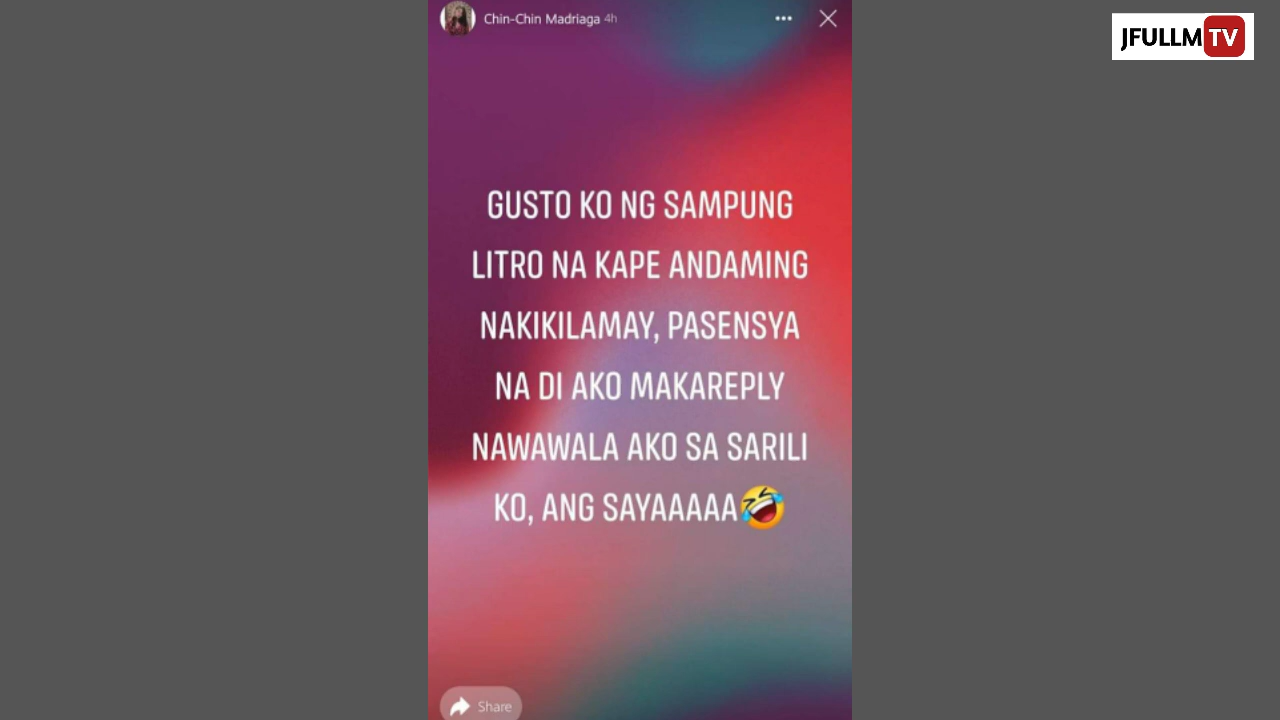 Chin-Chin Madriaga 4h
JFULLM TV
GUSTO KO NG SAMPUNG
LITRO NA KAPE ANDAMING
NAKIKILAMAY, PASENSYA
NA DI AKO MAKAREPLY
NAWAWALA AKO SA SARILI
KO, ANG SAYAAAAA🤣
Share